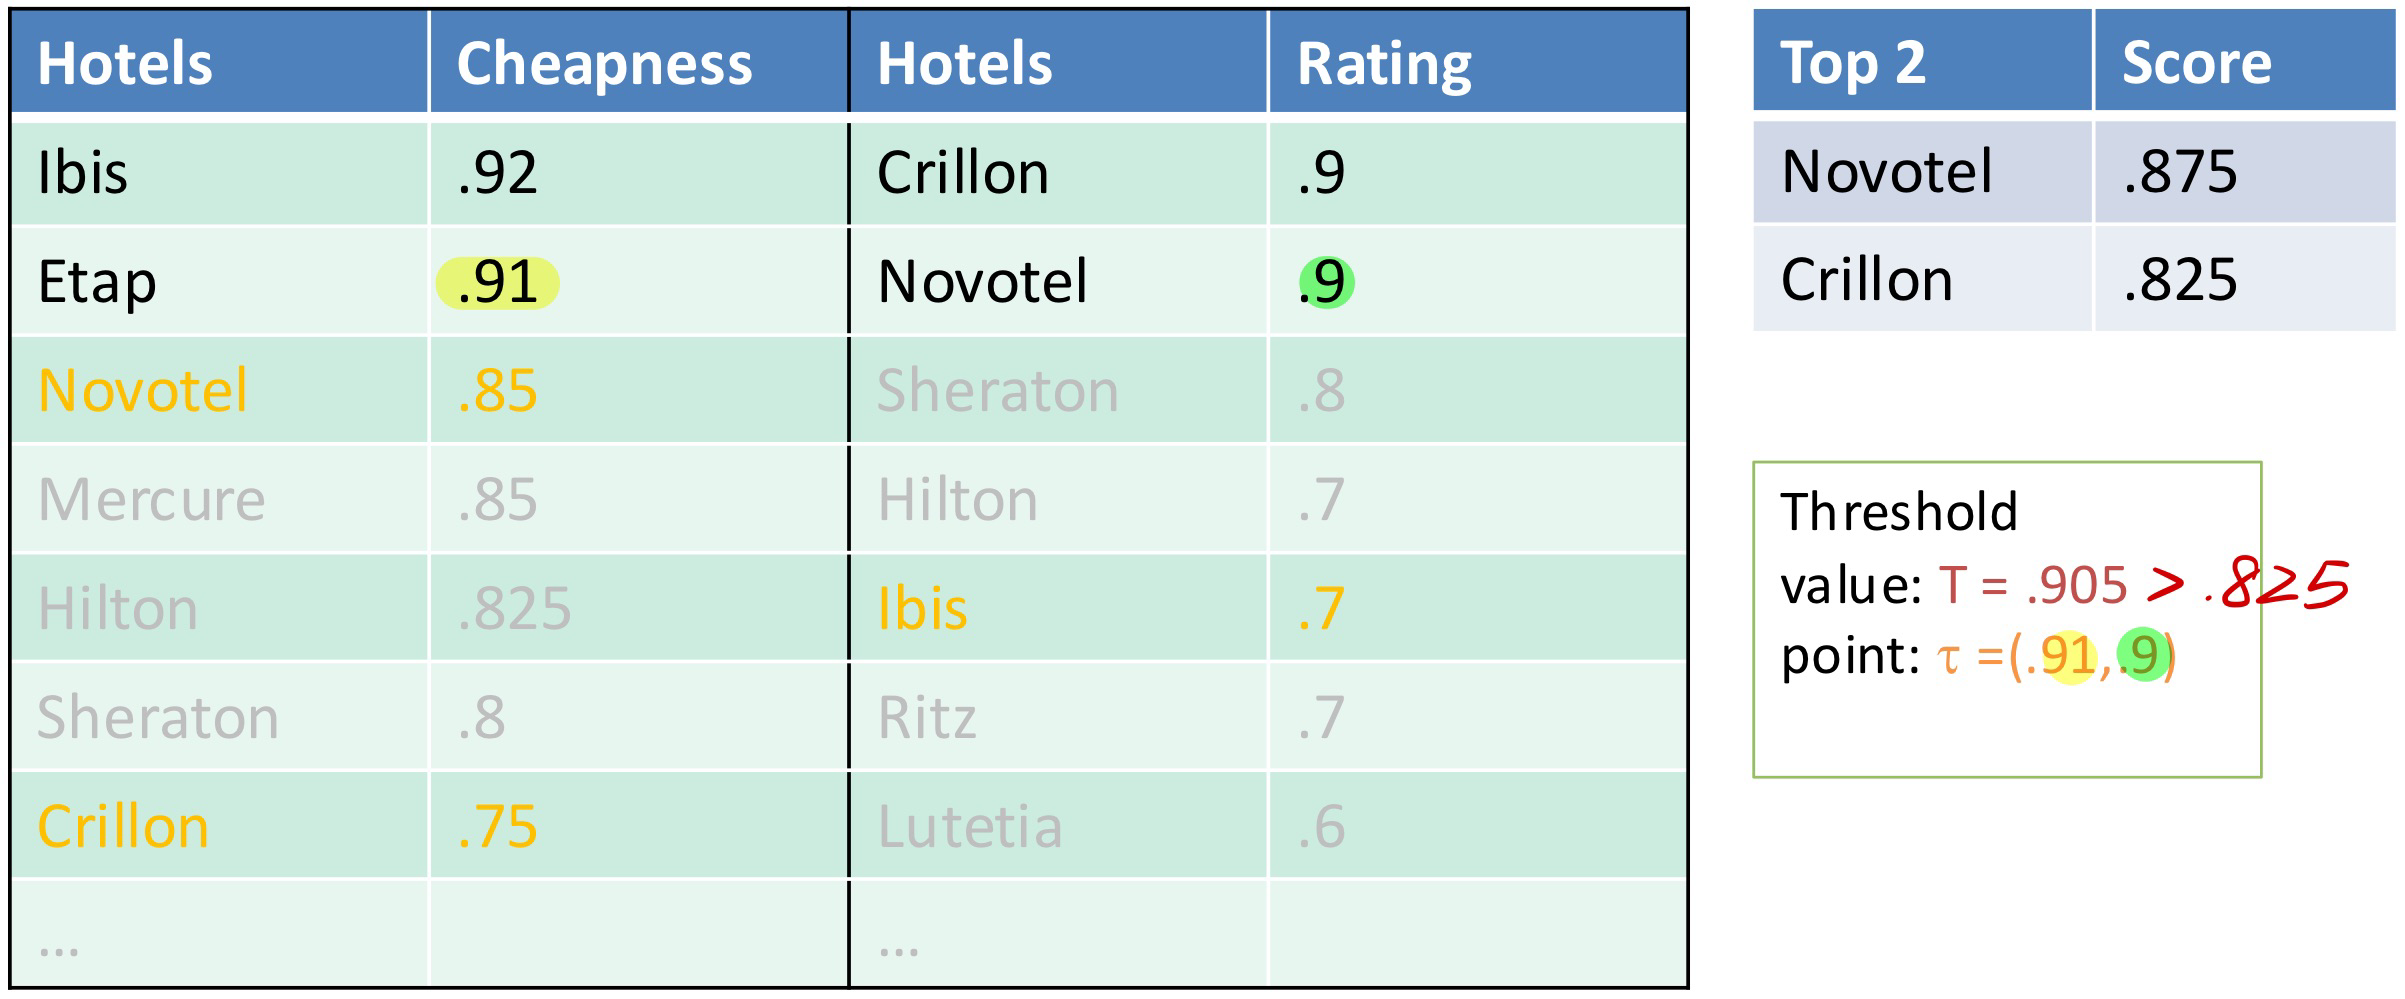 Hotels Cheapness Hotels Rating
Ibis .92 Crillon .9
Etap .91 Novotel .9
Novotel .85 Sheraton .8
Mercure .85 Hilton .7
Hilton .825 Ibis .7
Sheraton .8 Ritz .7
Crillon .75 Lutetia .6
... ...
Top 2 Score
Novotel .875
Crillon .825
Threshold
value: T = .905 > .825
point: τ =(.91,.9)